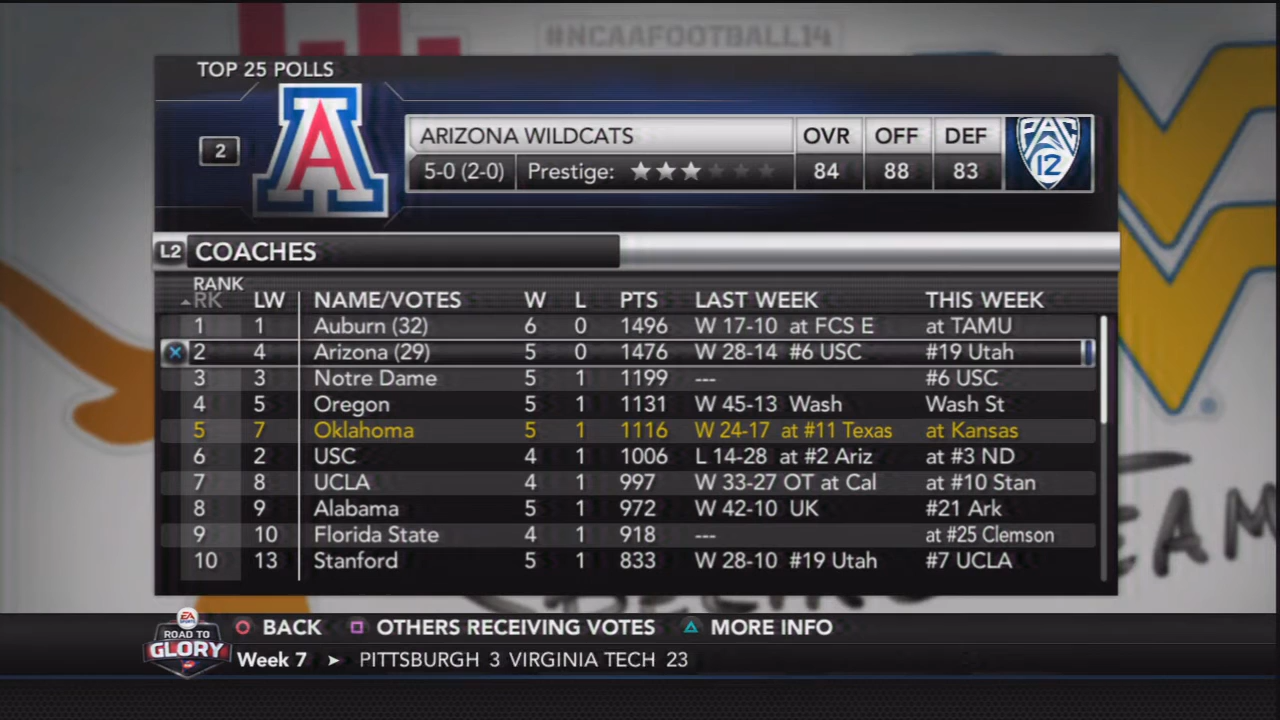 #NCAAFOOTBALL14
TOP 25 POLLS
2
A
ARIZONA WILDCATS OVR OFF DEF
5-0 (2-0) Prestige: 84 88 83
PAC 12
L2 COACHES
RANK
RK LW NAME/VOTES W L PTS LAST WEEK THIS WEEK
1 1 Auburn (32) 6 0 1496 W 17-10 at FCS E at TAMU
2 4 Arizona (29) 5 0 1476 W 28-14 #6 USC #19 Utah
3 3 Notre Dame 5 1 1199 --- #6 USC
4 5 Oregon 5 1 1131 W 45-13 Wash Wash St
5 7 Oklahoma 5 1 1116 W 24-17 at #11 Texas at Kansas
6 2 USC 4 1 1006 L 14-28 at #2 Ariz at #3 ND
7 8 UCLA 4 1 997 W 33-27 OT at Cal at #10 Stan
8 9 Alabama 5 1 972 W 42-10 UK #21 Ark
9 10 Florida State 4 1 918 --- at #25 Clemson
10 13 Stanford 5 1 833 W 28-10 #19 Utah #7 UCLA
BACK OTHERS RECEIVING VOTES MORE INFO
EA SPORTS
ROAD TO
GLORY
Week 7 PITTSBURGH 3 VIRGINIA TECH 23